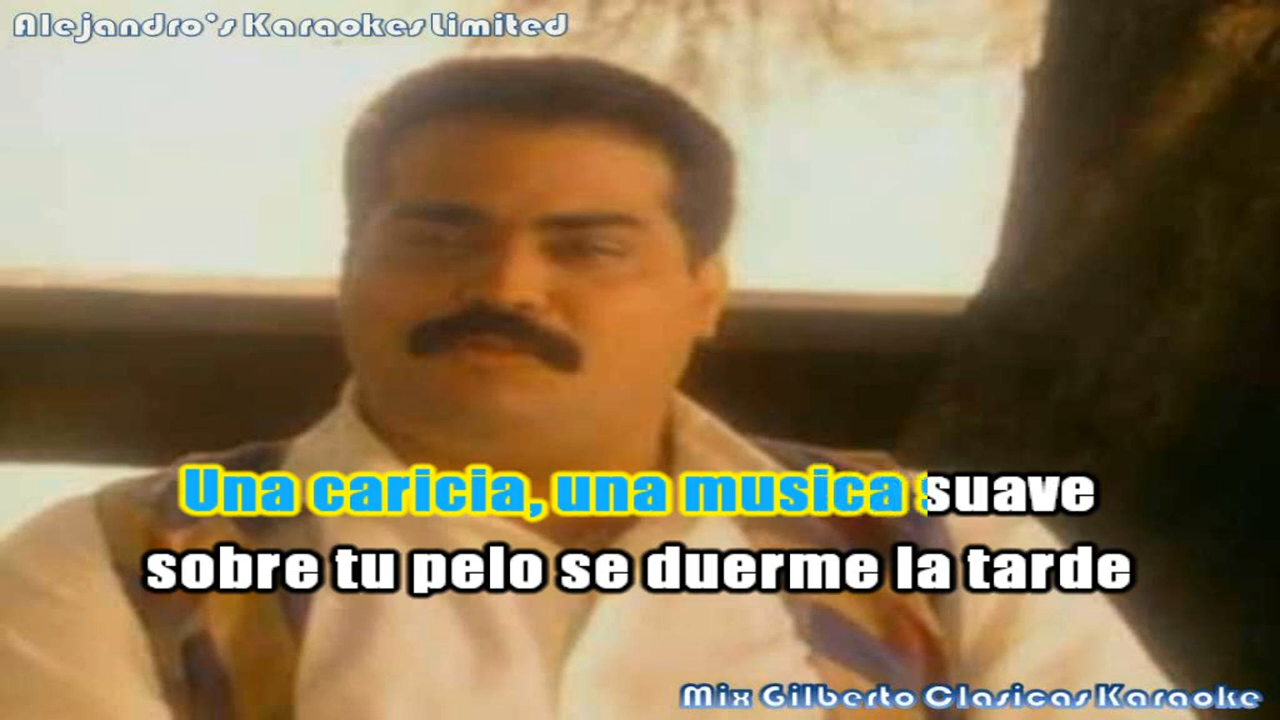 Alejandro's Karaokes Limited
Una caricia, una musica suave
sobre tu pelo se duerme la tarde
Mix Gilberto Clasicas Karaoke